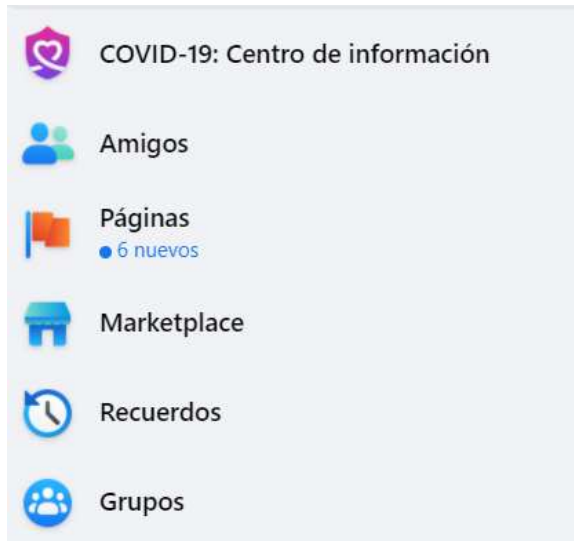 COVID-19: Centro de información
Amigos
Páginas
6 nuevos
Marketplace
Recuerdos
Grupos